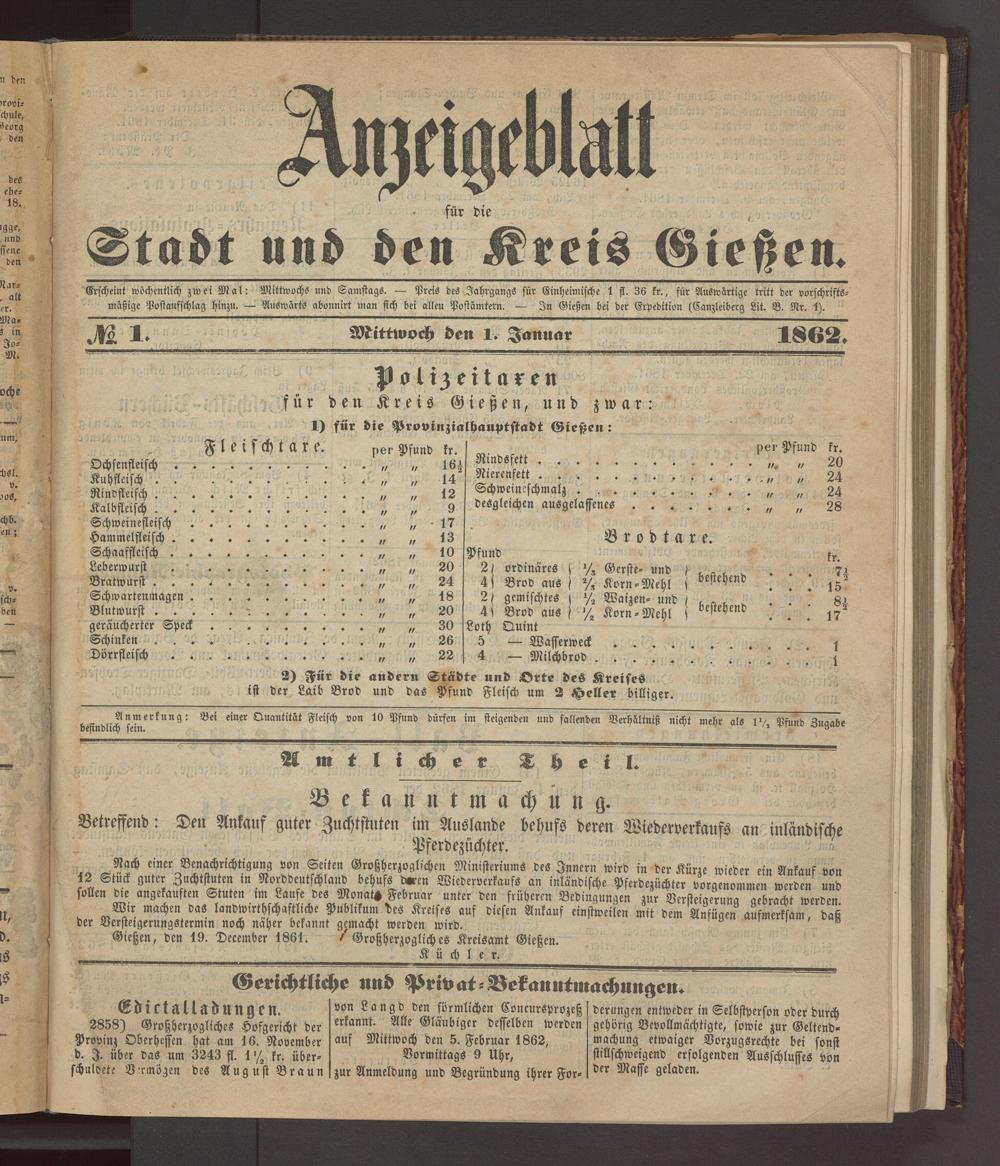 Anzeigeblatt
für die
Stadt und den Kreis Gießen.
Erscheint wöchentlich zwei Mal: Mittwochs und Samstags. — Preis des Jahrgangs für Einheimische 1 fl. 36 kr., für Auswärtige tritt der vorschrifts-
mäßige Postaufschlag hinzu. — Auswärts abonnirt man sich bei allen Postämtern. — In Gießen bei der Expedition (Canzleiberg Lit. B. Nr. 1).
№ 1. Mittwoch den 1. Januar 1862.
Polizeitaxen
für den Kreis Gießen, und zwar:
1) für die Provinzialhauptstadt Gießen:
Fleischtaxe. per Pfund kr.
Ochsenfleisch . . . . „ „ 16½
Kuhfleisch . . . . „ „ 14
Rindfleisch . . . . „ „ 12
Kalbfleisch . . . . „ „ 9
Schweinefleisch . . . . „ „ 17
Hammelfleisch . . . . „ „ 13
Schaaffleisch . . . . „ „ 10
Leberwurst . . . . „ „ 20
Bratwurst . . . . „ „ 24
Schwartenmagen . . . . „ „ 18
Blutwurst . . . . „ „ 20
geräucherter Speck . . . . „ „ 30
Schinken . . . . „ „ 26
Dörrfleisch . . . . „ „ 22
per Pfund kr.
Rindsfett . . . . „ „ 20
Nierenfett . . . . „ „ 24
Schweineschmalz . . . . „ „ 24
desgleichen ausgelassenes . . . . „ „ 28
Brodtaxe.
Pfund kr.
2 } ordinäres { ⅓ Gerste- und } bestehend . . . 7½
4 } Brod aus { ⅔ Korn-Mehl } . . . 15
2 } gemischtes { ½ Waizen- und } bestehend . . . 8½
4 } Brod aus { ½ Korn-Mehl } . . . 17
Loth Quint
5 — Wasserweck . . . . 1
4 — Milchbrod . . . . 1
2) Für die andern Städte und Orte des Kreises
ist der Laib Brod und das Pfund Fleisch um 2 Heller billiger.
Anmerkung: Bei einer Quantität Fleisch von 10 Pfund dürfen im steigenden und fallenden Verhältniß nicht mehr als 1½ Pfund Zugabe
befindlich sein.
Amtlicher Theil.
Bekanntmachung.
Betreffend: Den Ankauf guter Zuchtstuten im Auslande behufs deren Wiederverkaufs an inländische
Pferdezüchter.
Nach einer Benachrichtigung von Seiten Großherzoglichen Ministeriums des Innern wird in der Kürze wieder ein Ankauf von
12 Stück guter Zuchtstuten in Norddeutschland behufs deren Wiederverkaufs an inländische Pferdezüchter vorgenommen werden und
sollen die angekauften Stuten im Laufe des Monats Februar unter den früheren Bedingungen zur Versteigerung gebracht werden.
Wir machen das landwirthschaftliche Publikum des Kreises auf diesen Ankauf einstweilen mit dem Anfügen aufmerksam, daß
der Versteigerungstermin noch näher bekannt gemacht werden wird.
Gießen, den 19. December 1861. Großherzogliches Kreisamt Gießen.
Küchler.
Gerichtliche und Privat-Bekanntmachungen.
Edictalladungen.
2858) Großherzogliches Hofgericht der
Provinz Oberhessen hat am 16. November
d. J. über das um 3243 fl. 1½ kr. über-
schuldete Vermögen des August Braun
von Langd den förmlichen Concursprozeß
erkannt. Alle Gläubiger desselben werden
auf Mittwoch den 5. Februar 1862,
Vormittags 9 Uhr,
zur Anmeldung und Begründung ihrer For-
derungen entweder in Selbstperson oder durch
gehörig Bevollmächtigte, sowie zur Geltend-
machung etwaiger Vorzugsrechte bei sonst
stillschweigend erfolgenden Ausschlusses von
der Masse geladen.